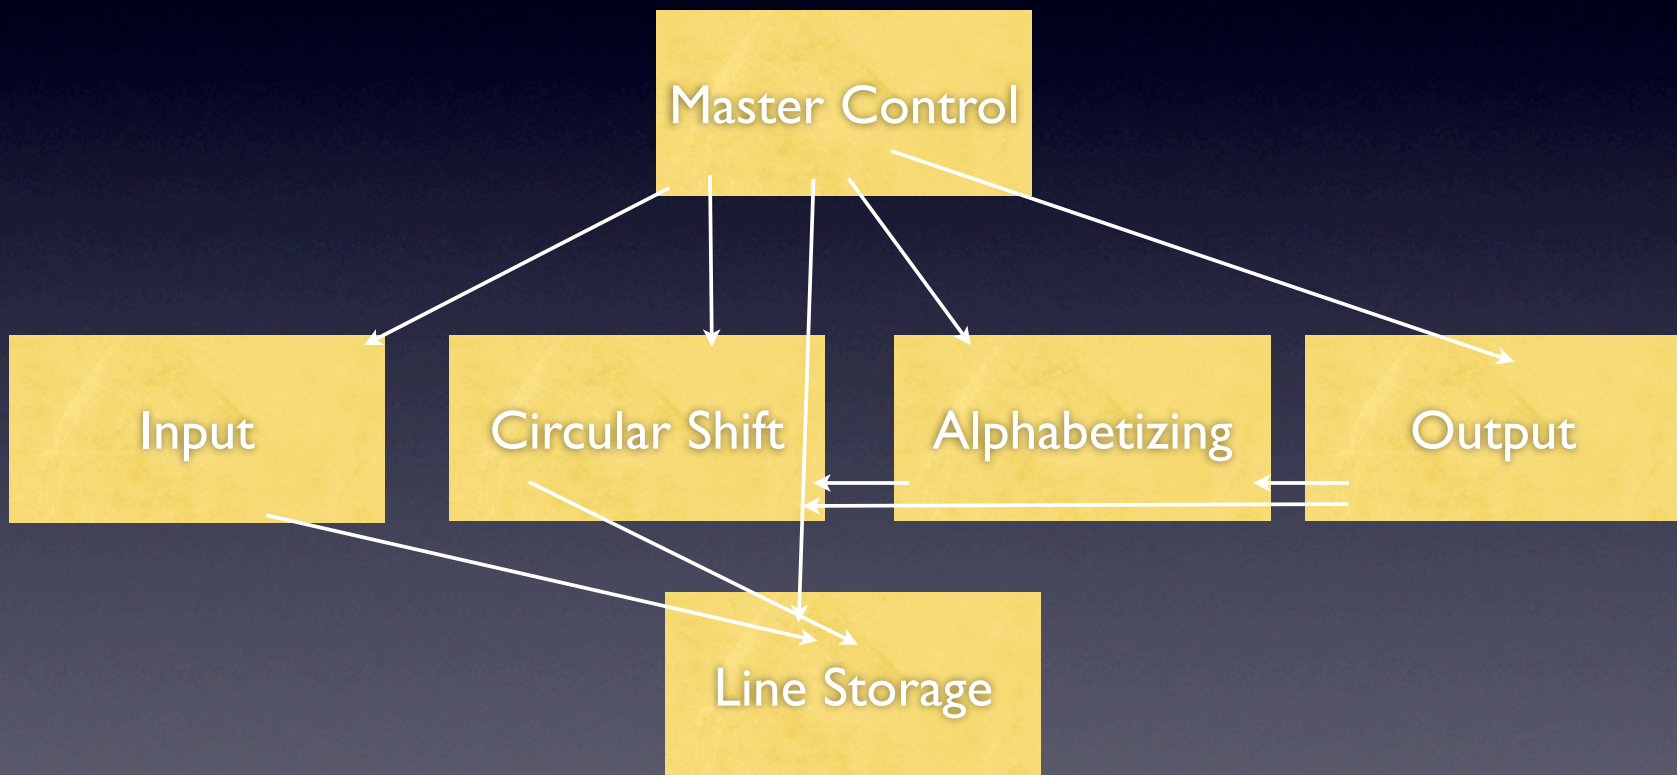 Master Control
Input
Circular Shift
Alphabetizing
Output
Line Storage